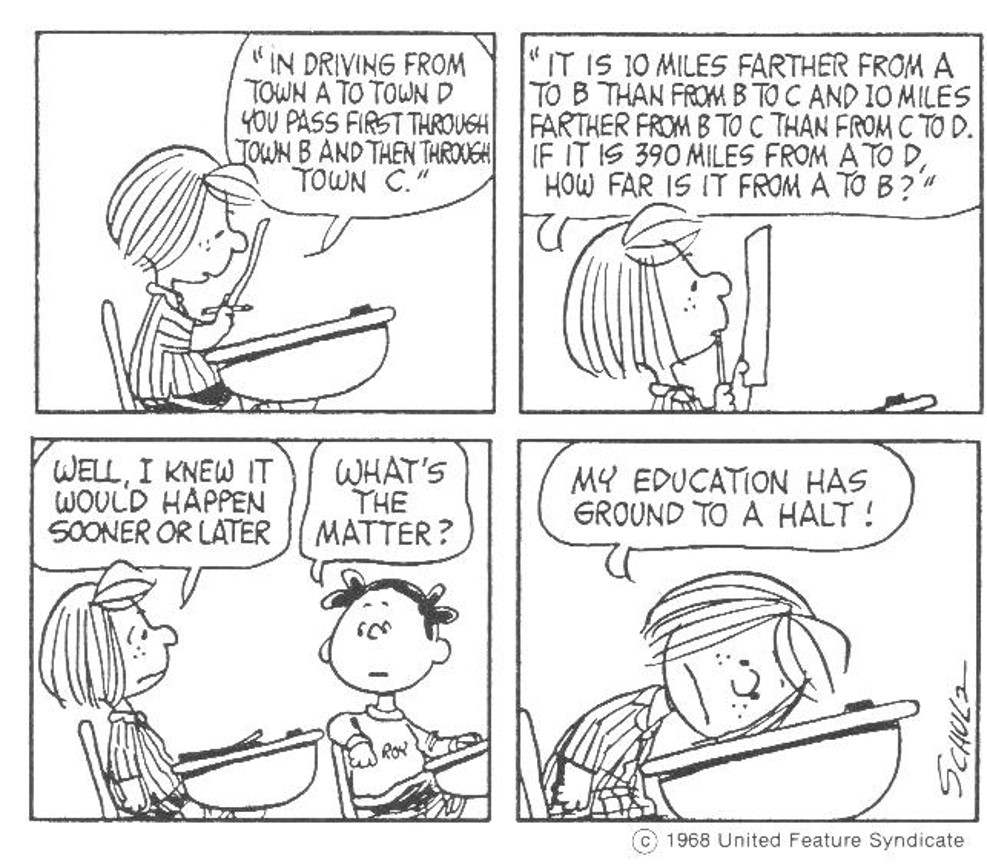 "IN DRIVING FROM
TOWN A TO TOWN D
YOU PASS FIRST THROUGH
TOWN B AND THEN THROUGH
TOWN C."
"IT IS 10 MILES FARTHER FROM A
TO B THAN FROM B TO C AND 10 MILES
FARTHER FROM B TO C THAN FROM C TO D.
IF IT IS 390 MILES FROM A TO D,
HOW FAR IS IT FROM A TO B?"
WELL, I KNEW IT
WOULD HAPPEN
SOONER OR LATER
WHAT'S
THE
MATTER?
ROY
MY EDUCATION HAS
GROUND TO A HALT!
SCHULZ
© 1968 United Feature Syndicate